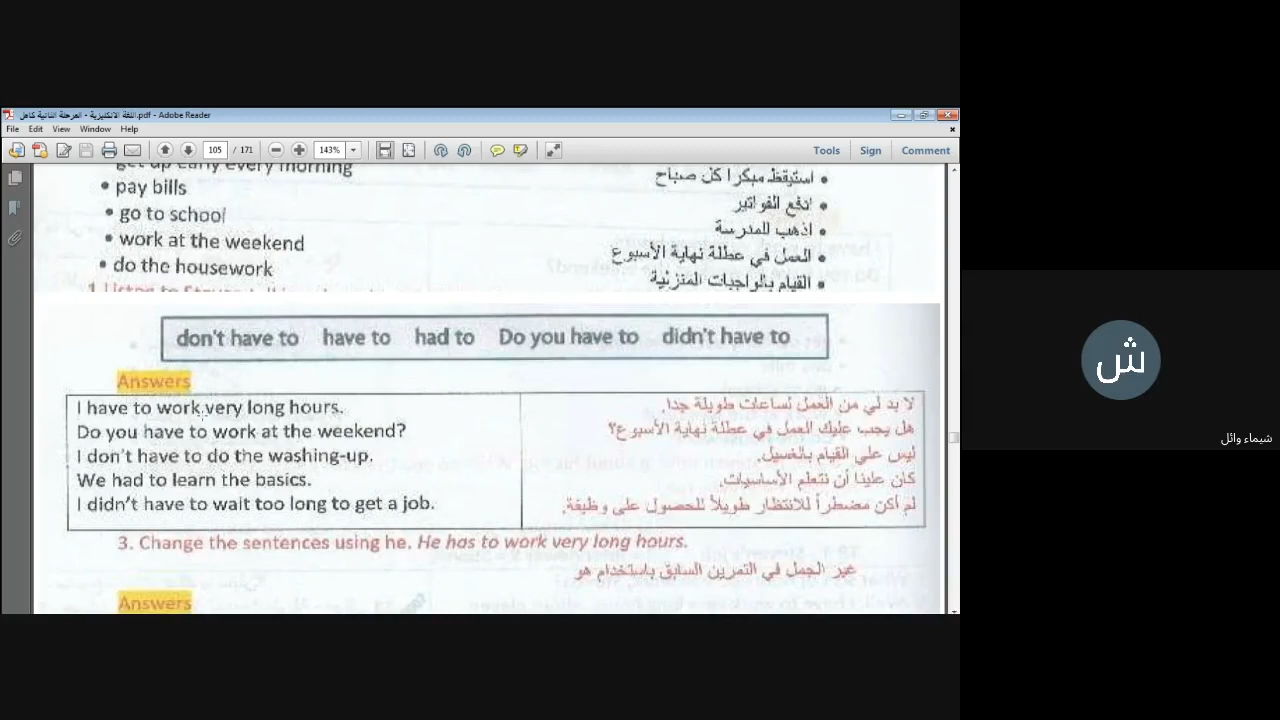 اللغة الانكليزية - المرحلة الثانية كامل.pdf - Adobe Reader
File Edit View Window Help
105 / 171 143% Tools Sign Comment
get up early every morning
استيقظ مبكرا كل صباح
• pay bills
ادفع الفواتير
• go to school
اذهب للمدرسة
• work at the weekend
العمل في عطلة نهاية الأسبوع
• do the housework
القيام بالواجبات المنزلية
don't have to have to had to Do you have to didn't have to
Answers
I have to work very long hours.
لا بد لي من العمل لساعات طويلة جدا.
Do you have to work at the weekend?
هل يجب عليك العمل في عطلة نهاية الأسبوع؟
I don't have to do the washing-up.
ليس علي القيام بالغسيل.
We had to learn the basics.
كان علينا أن نتعلم الأساسيات.
I didn't have to wait too long to get a job.
لم أكن مضطراً للانتظار طويلاً للحصول على وظيفة.
3. Change the sentences using he. He has to work very long hours.
غير الجمل في التمرين السابق باستخدام هو
Answers
ش
شيماء وائل